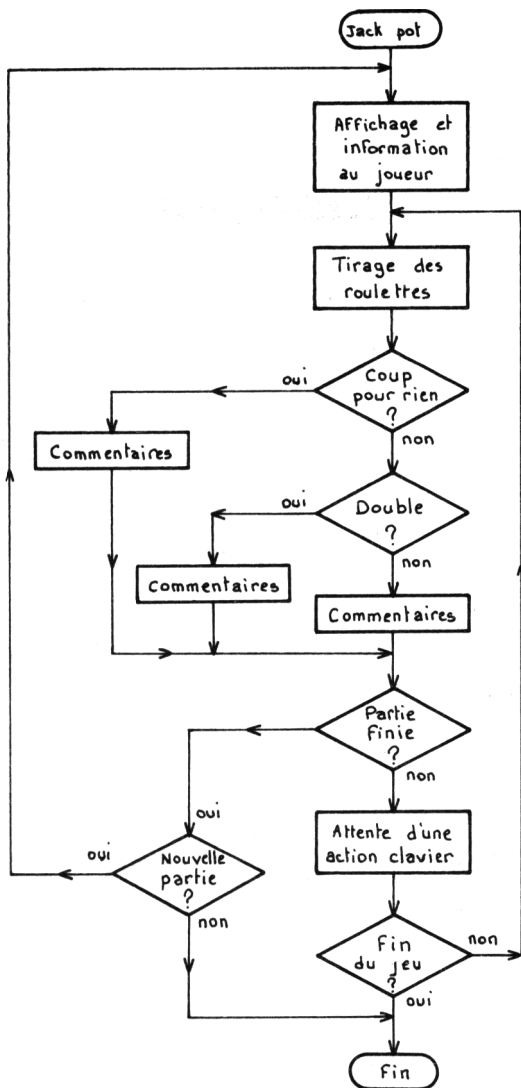 Jack pot
Affichage et
information
au joueur
Tirage des
roulettes
oui
Coup
pour rien
?
non
Commentaires
oui
Double
?
non
Commentaires
Commentaires
Partie
Finie
?
non
oui
Attente d'une
action clavier
oui
Nouvelle
partie
?
non
Fin
du jeu
?
non
oui
Fin